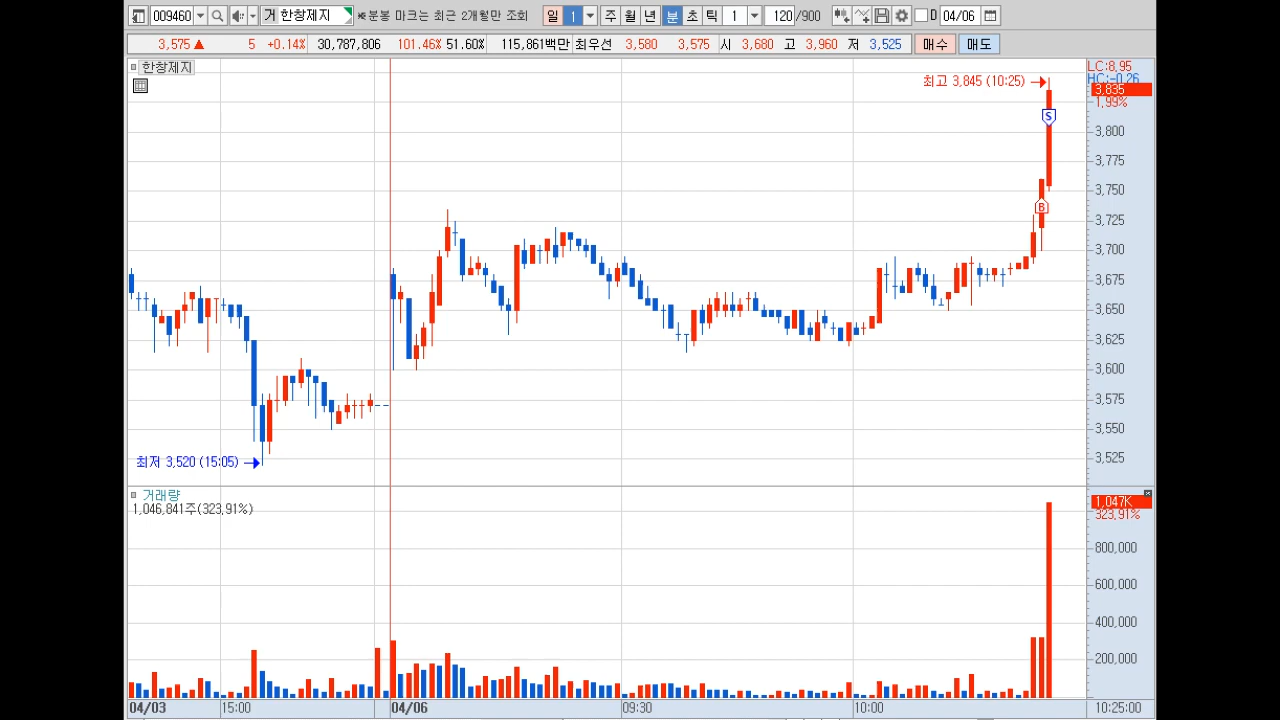 009460 거 한창제지 분봉 마크는 최근 2개월만 조회 일 1 주 월 년 분 초 틱 1 120 /900 D 04/06
3,575▲ 5 +0.14% 30,787,806 101.46% 51.60% 115,861백만 최우선 3,580 3,575 시 3,680 고 3,960 저 3,525 매수 매도
한창제지
LC:8.95
HC:-0.26
최고 3,845 (10:25)
3,835
1.99%
S
3,800
3,775
3,750
B
3,725
3,700
3,675
3,650
3,625
3,600
3,575
3,550
3,525
최저 3,520 (15:05)
거래량
1,046,841주(323.91%)
1,047K
323.91%
800,000
600,000
400,000
200,000
04/03 15:00 04/06 09:30 10:00 10:25:00